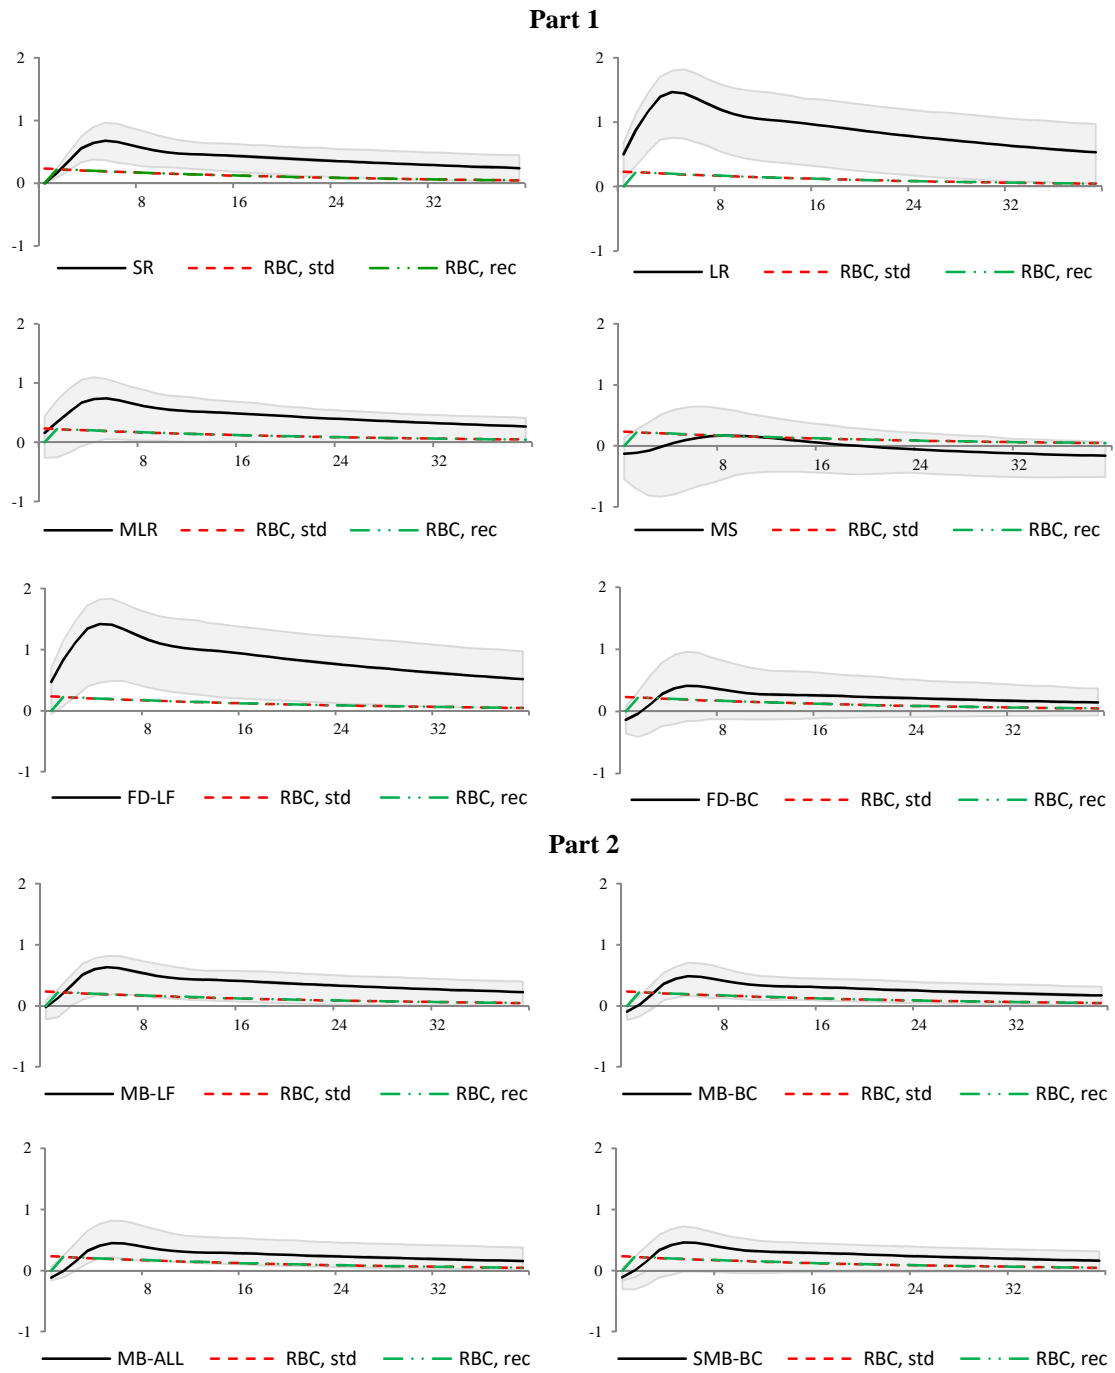 Part 1
2
1
0
-1
8
16
24
32
SR
RBC, std
RBC, rec
2
1
0
-1
8
16
24
32
LR
RBC, std
RBC, rec
2
1
0
-1
8
16
24
32
MLR
RBC, std
RBC, rec
2
1
0
-1
8
16
24
32
MS
RBC, std
RBC, rec
2
1
0
-1
8
16
24
32
FD-LF
RBC, std
RBC, rec
2
1
0
-1
8
16
24
32
FD-BC
RBC, std
RBC, rec
Part 2
2
1
0
-1
8
16
24
32
MB-LF
RBC, std
RBC, rec
2
1
0
-1
8
16
24
32
MB-BC
RBC, std
RBC, rec
2
1
0
-1
8
16
24
32
MB-ALL
RBC, std
RBC, rec
2
1
0
-1
8
16
24
32
SMB-BC
RBC, std
RBC, rec